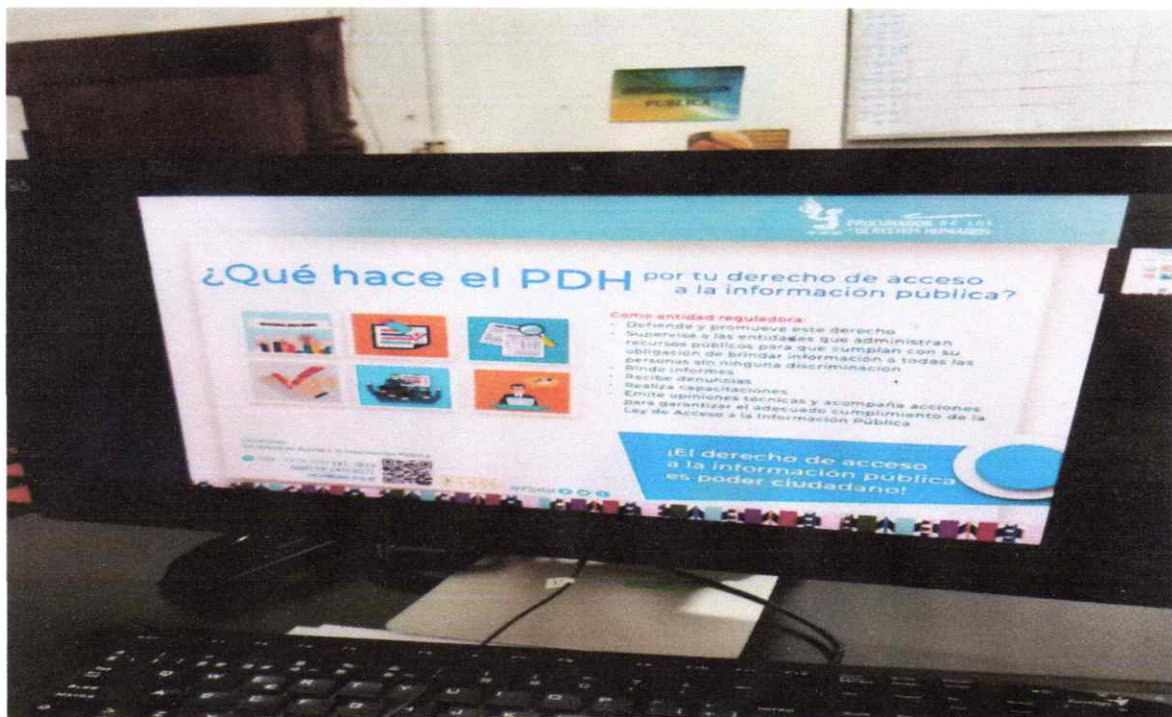 PÚBLICA
PROCURADOR DE LOS
DERECHOS HUMANOS
¿Qué hace el PDH por tu derecho de acceso
a la información pública?
Como entidad reguladora:
- Defiende y promueve este derecho
- Supervisa a las entidades que administran
recursos públicos para que cumplan con su
obligación de brindar información a todas las
personas sin ninguna discriminación
- Rinde informes
- Recibe denuncias
- Realiza capacitaciones
- Emite opiniones técnicas y acompaña acciones
para garantizar el adecuado cumplimiento de la
Ley de Acceso a la Información Pública
¡El derecho de acceso
a la información pública
es poder ciudadano!